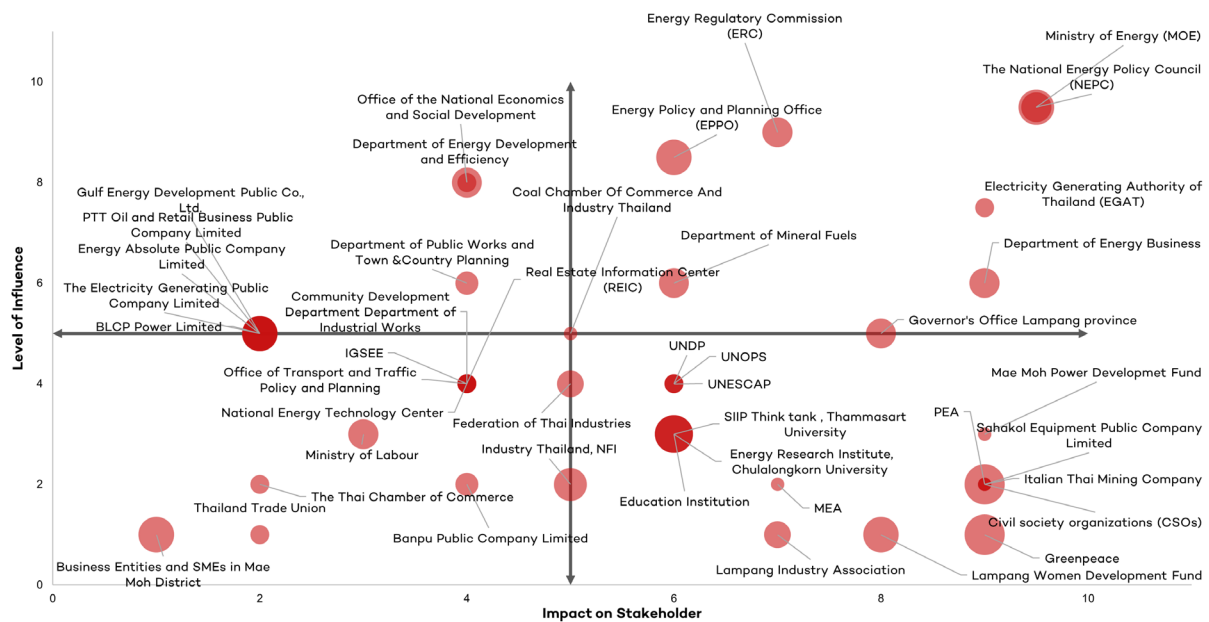 Energy Regulatory Commission
(ERC)
Ministry of Energy (MOE)
The National Energy Policy Council
(NEPC)
10
Office of the National Economics
and Social Development
Energy Policy and Planning Office
(EPPO)
Department of Energy Development
and Efficiency
8
Gulf Energy Development Public Co.,
Ltd.
PTT Oil and Retail Business Public
Company Limited
Energy Absolute Public Company
Limited
The Electricity Generating Public
Company Limited
BLCP Power Limited
Coal Chamber Of Commerce And
Industry Thailand
Electricity Generating Authority of
Thailand (EGAT)
Department of Public Works and
Town &Country Planning
Department of Mineral Fuels
Department of Energy Business
Real Estate Information Center
(REIC)
6
Level of Influence
Community Development
Department Department of
Industrial Works
Governor's Office Lampang province
IGSEE
Office of Transport and Traffic
Policy and Planning
National Energy Technology Center
4
UNDP
UNOPS
UNESCAP
Mae Moh Power Developmet Fund
Federation of Thai Industries
SIIP Think tank , Thammasart
University
PEA
Sahakol Equipment Public Company
Limited
Ministry of Labour
Industry Thailand, NFI
Energy Research Institute,
Chulalongkorn University
2
The Thai Chamber of Commerce
Thailand Trade Union
Education Institution
MEA
Italian Thai Mining Company
Civil society organizations (CSOs)
Banpu Public Company Limited
Business Entities and SMEs in Mae
Moh District
Lampang Industry Association
Greenpeace
Lampang Women Development Fund
0
0
2
4
6
8
10
Impact on Stakeholder